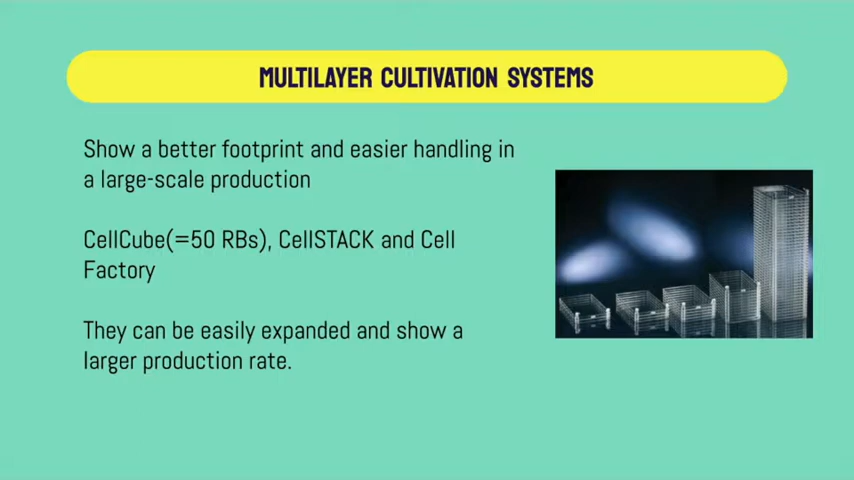 MULTILAYER CULTIVATION SYSTEMS
Show a better footprint and easier handling in
a large-scale production
CellCube(=50 RBs), CellSTACK and Cell
Factory
They can be easily expanded and show a
larger production rate.